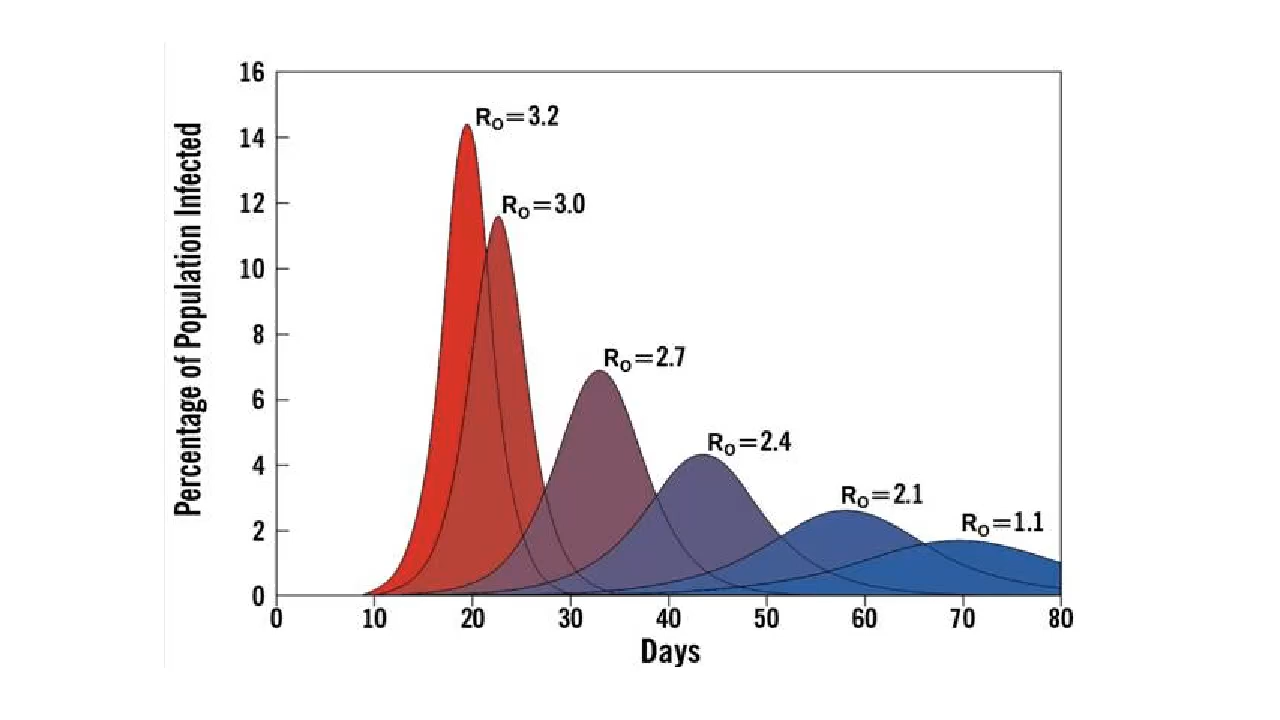 Percentage of Population Infected
16
14
12
10
8
6
4
2
0
Ro=3.2
Ro=3.0
Ro=2.7
Ro=2.4
Ro=2.1
Ro=1.1
0 10 20 30 40 50 60 70 80
Days